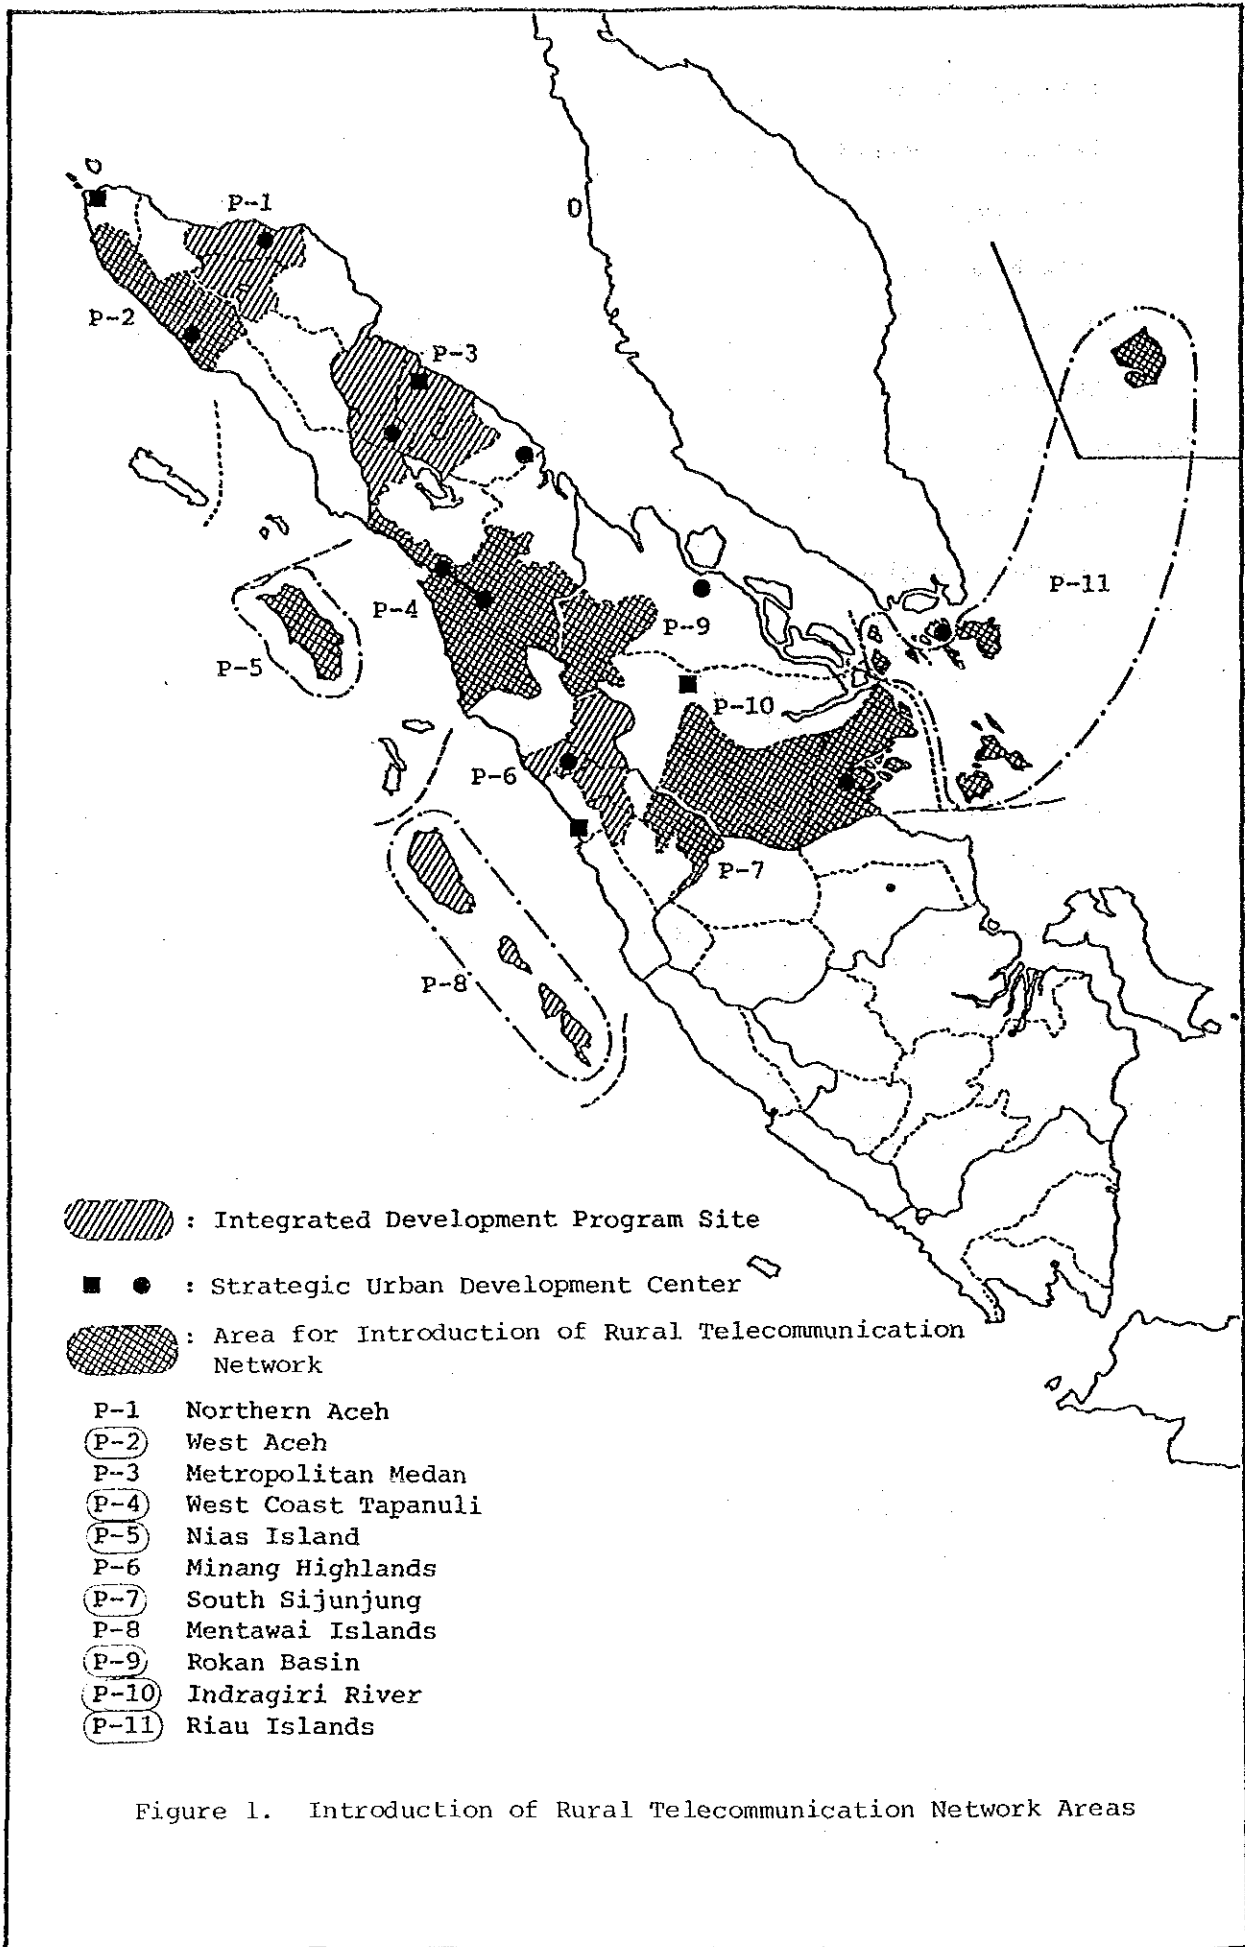 P-1
P-2
P-3
P-11
P-4
P-9
P-5
P-10
P-6
P-7
P-8
: Integrated Development Program Site
: Strategic Urban Development Center
: Area for Introduction of Rural Telecommunication
Network
P-1 Northern Aceh
P-2 West Aceh
P-3 Metropolitan Medan
P-4 West Coast Tapanuli
P-5 Nias Island
P-6 Minang Highlands
P-7 South Sijunjung
P-8 Mentawai Islands
P-9 Rokan Basin
P-10 Indragiri River
P-11 Riau Islands
Figure 1. Introduction of Rural Telecommunication Network Areas